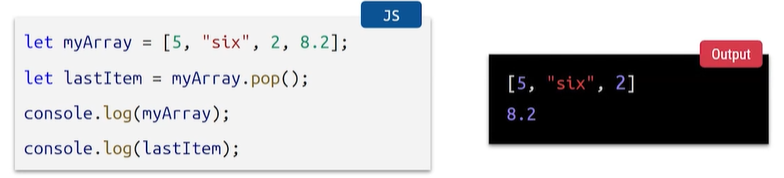 JS
let myArray = [5, "six", 2, 8.2];
let lastItem = myArray.pop();
console.log(myArray);
console.log(lastItem);
Output
[5, "six", 2]
8.2